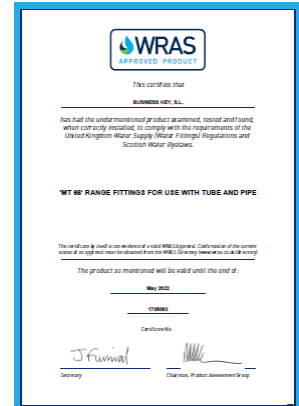 WRAS
APPROVED PRODUCT
This certifies that
BUSINESS KEY, S.L.
has had the undermentioned product examined, tested and found,
when correctly installed, to comply with the requirements of the
United Kingdom Water Supply (Water Fittings) Regulations and
Scottish Water Byelaws.
'MT 66' RANGE FITTINGS FOR USE WITH TUBE AND PIPE
The certificate by itself is not evidence of a valid WRAS Approval. Confirmation of the current
status of an approval must be obtained from the WRAS Directory (www.wras.co.uk/directory)
The product so mentioned will be valid until the end of:
May 2022
1705093
Certificate No.
Secretary
Chairman, Product Assessment Group